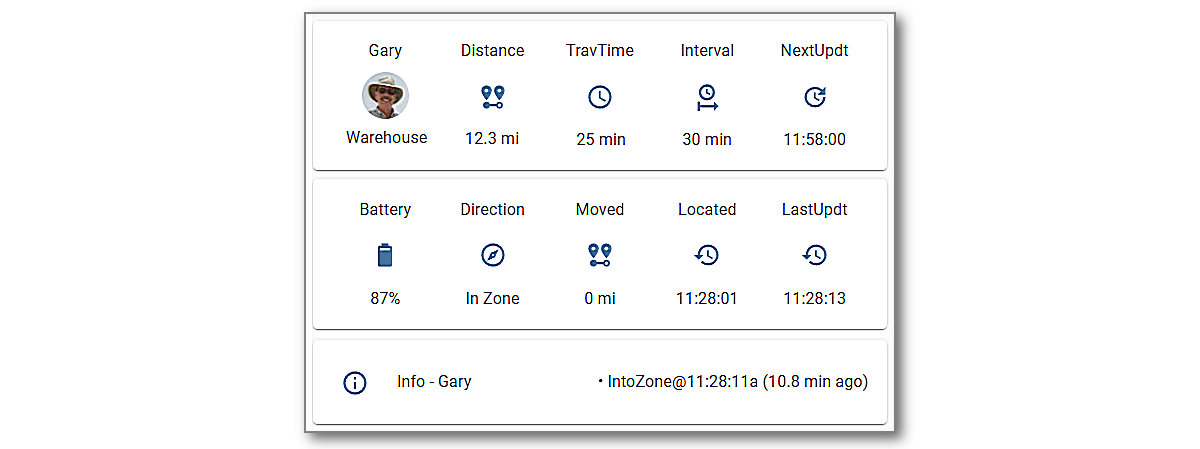 Gary Distance TravTime Interval NextUpdt
Warehouse 12.3 mi 25 min 30 min 11:58:00
Battery Direction Moved Located LastUpdt
87% In Zone 0 mi 11:28:01 11:28:13
Info - Gary • IntoZone@11:28:11a (10.8 min ago)